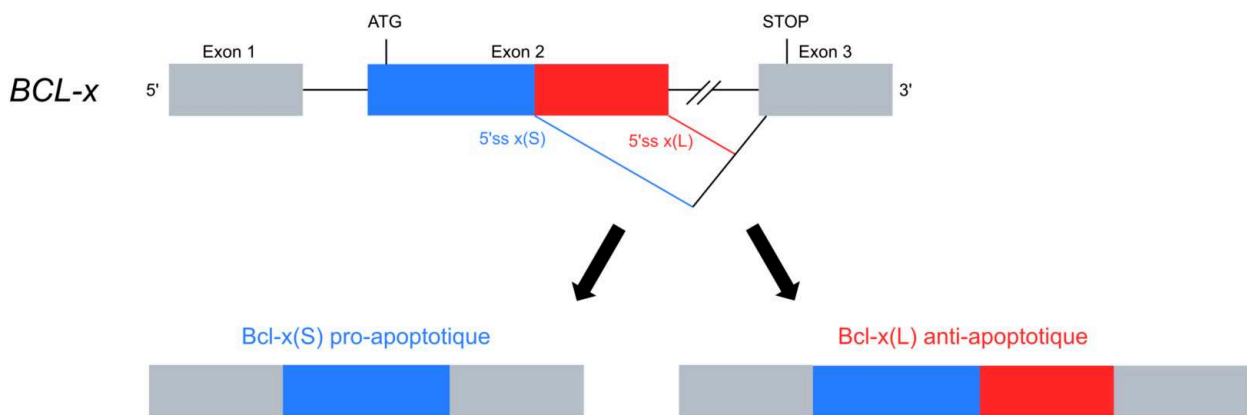 ATG
STOP
Exon 1
Exon 2
Exon 3
BCL-x
5'
3'
5'ss x(S)
5'ss x(L)
Bcl-x(S) pro-apoptotique
Bcl-x(L) anti-apoptotique